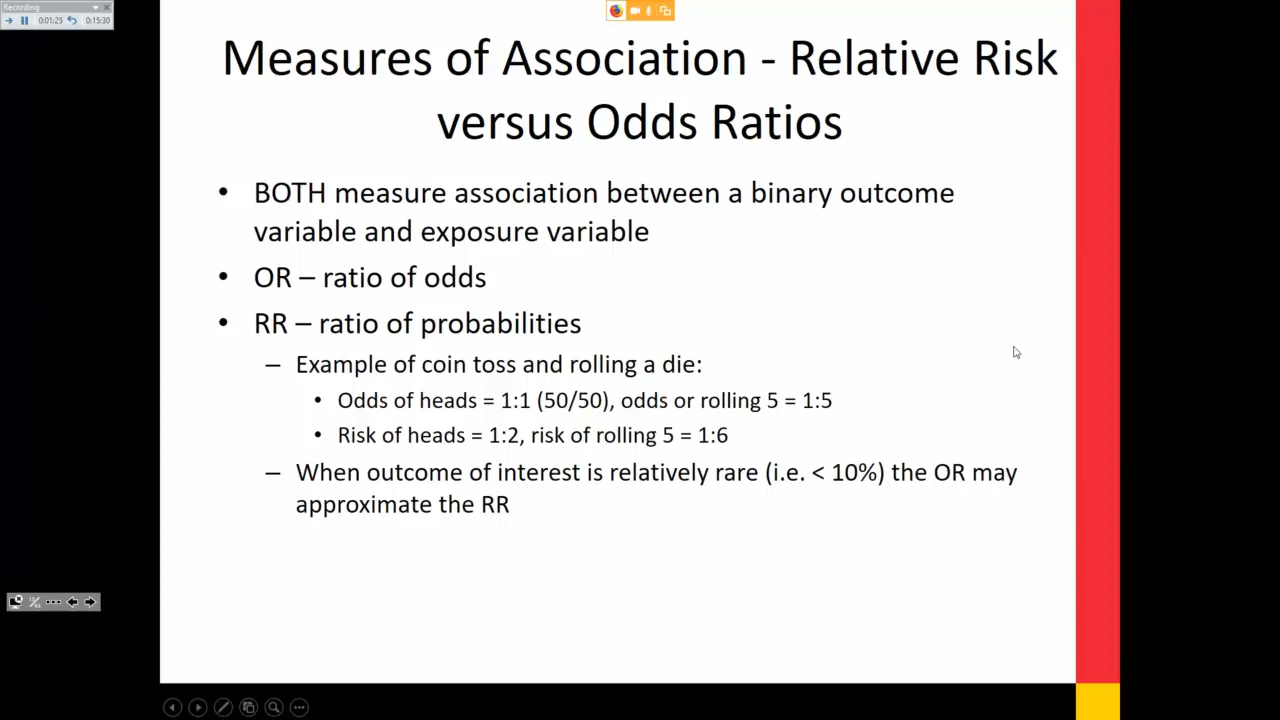 Recording
0:01:25
0:15:30
Measures of Association - Relative Risk
versus Odds Ratios
• BOTH measure association between a binary outcome
variable and exposure variable
• OR – ratio of odds
• RR – ratio of probabilities
– Example of coin toss and rolling a die:
• Odds of heads = 1:1 (50/50), odds or rolling 5 = 1:5
• Risk of heads = 1:2, risk of rolling 5 = 1:6
– When outcome of interest is relatively rare (i.e. < 10%) the OR may
approximate the RR